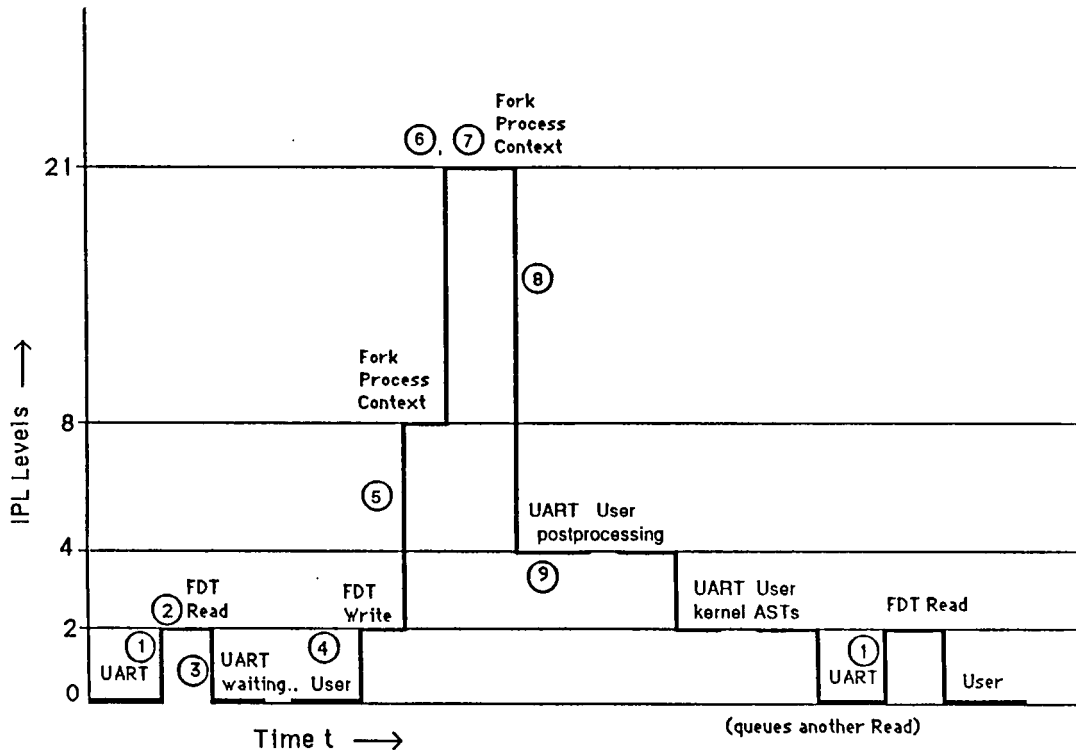 Fork
Process
Context
6, 7
21
8
Fork
Process
Context
IPL Levels →
8
5
UART User
postprocessing
4
9
FDT
Read
2
FDT
Write
UART User
kernel ASTs
FDT Read
2
1
3
4
1
UART
UART
waiting.. User
UART
User
0
(queues another Read)
Time t →